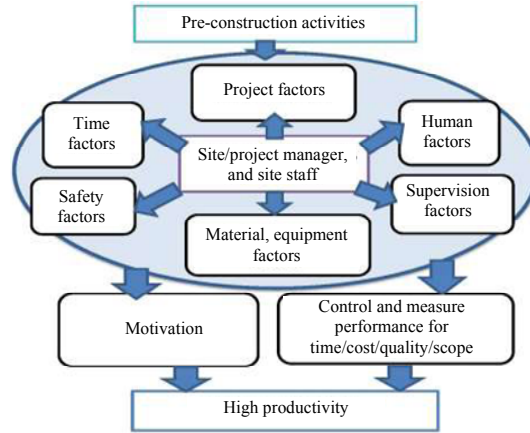 Pre-construction activities
Project factors
Time
factors
Human
factors
Site/project manager,
and site staff
Safety
factors
Supervision
factors
Material, equipment
factors
Motivation
Control and measure
performance for
time/cost/quality/scope
High productivity